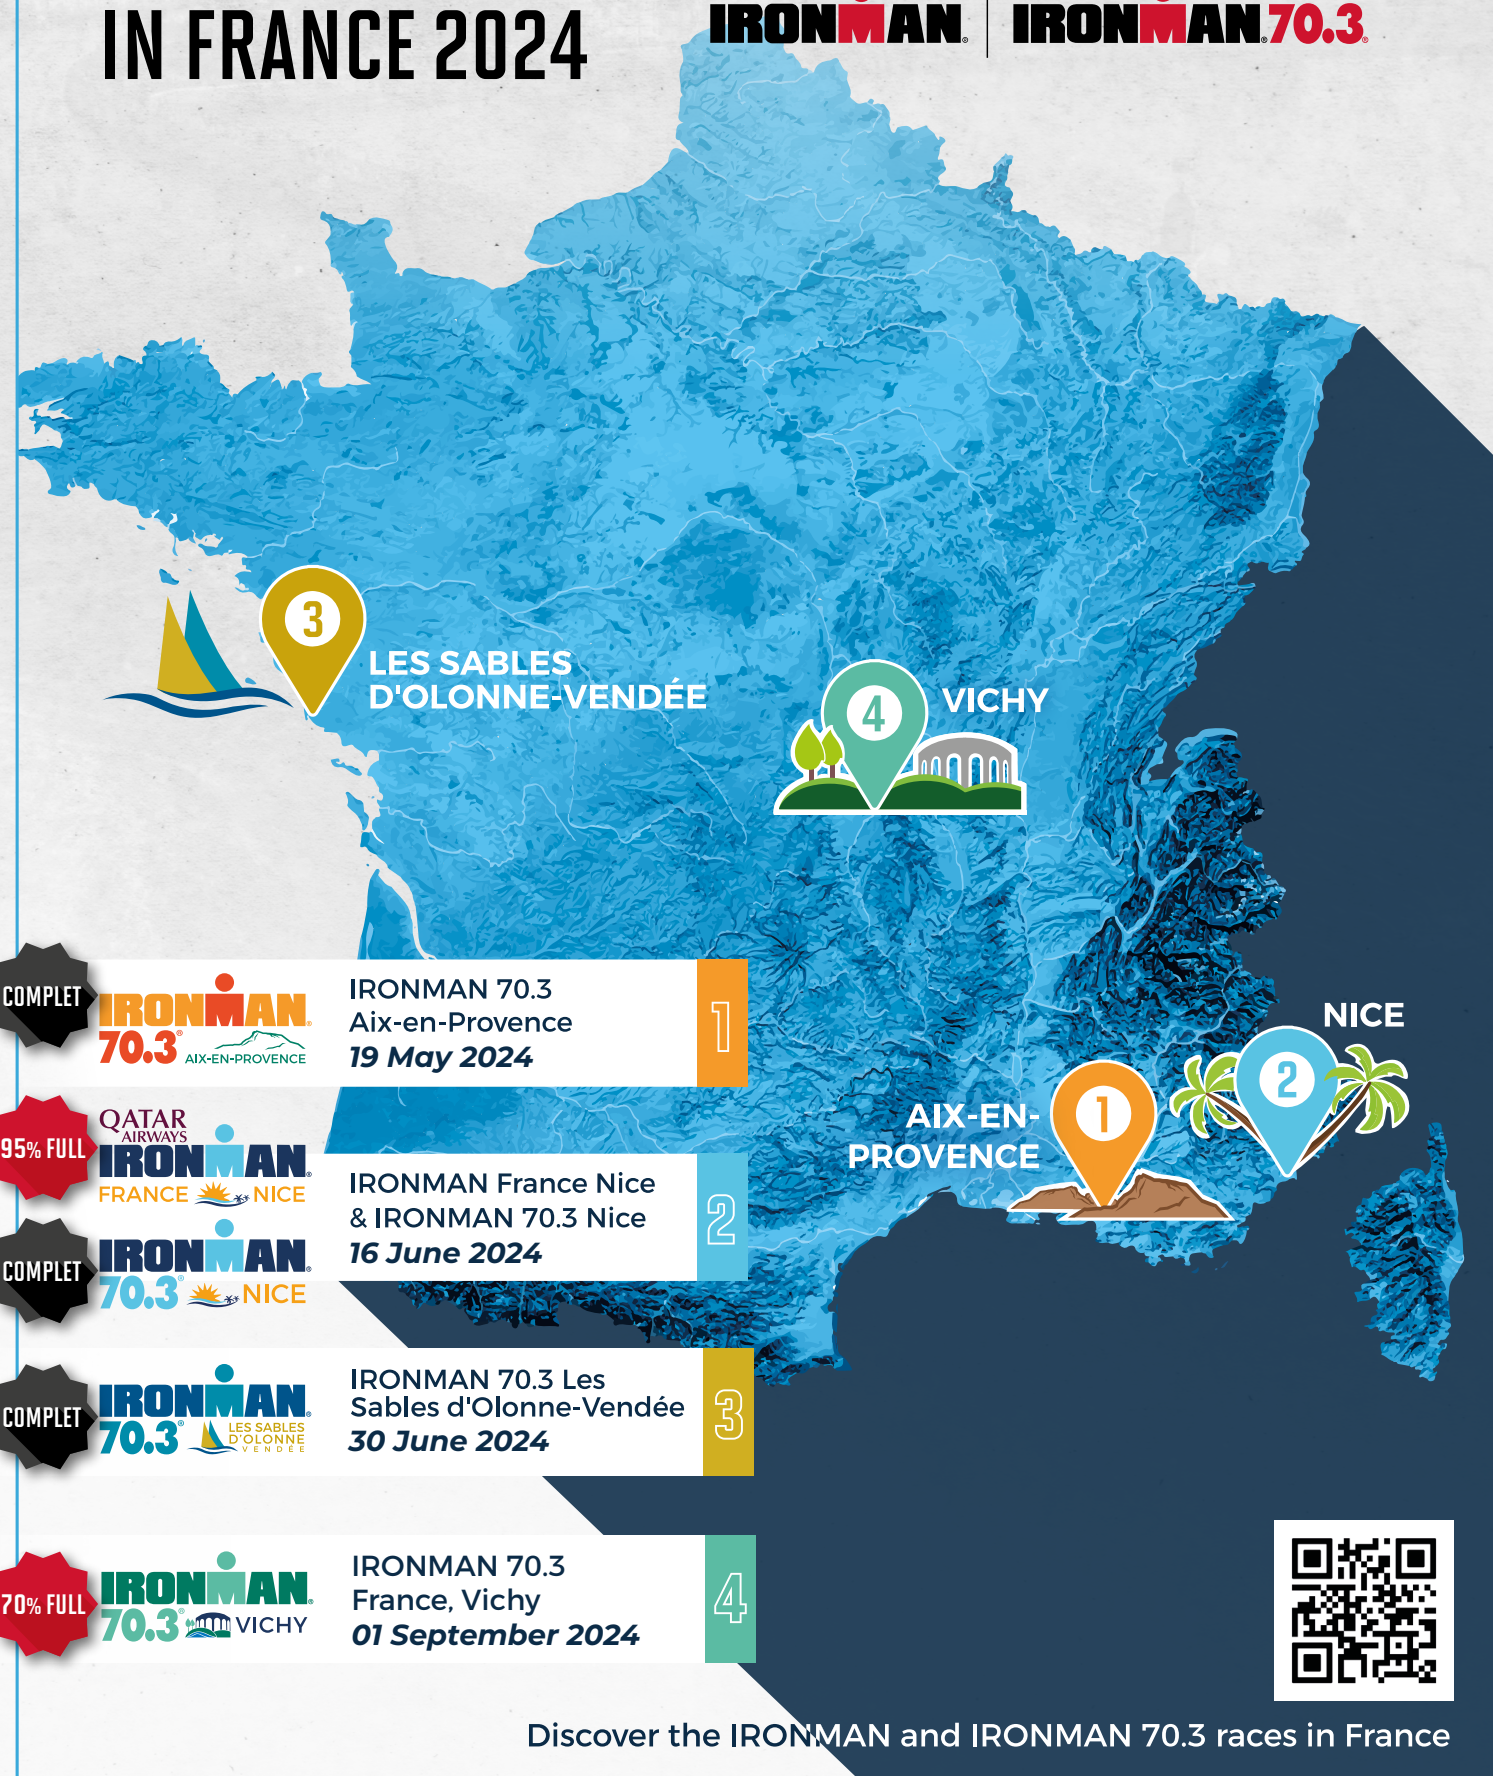 IN FRANCE 2024
IRONMAN® IRONMAN® 70.3®
3
LES SABLES
D'OLONNE-VENDÉE
4
VICHY
NICE
2
1
AIX-EN-
PROVENCE
COMPLET
IRONMAN®
70.3® AIX-EN-PROVENCE
IRONMAN 70.3
Aix-en-Provence
19 May 2024
1
95% FULL
QATAR
AIRWAYS
IRONMAN®
FRANCE NICE
COMPLET
IRONMAN®
70.3® NICE
IRONMAN France Nice
& IRONMAN 70.3 Nice
16 June 2024
2
COMPLET
IRONMAN®
70.3®
LES SABLES
D'OLONNE
VENDÉE
IRONMAN 70.3 Les
Sables d'Olonne-Vendée
30 June 2024
3
70% FULL
IRONMAN®
70.3® VICHY
IRONMAN 70.3
France, Vichy
01 September 2024
4
Discover the IRONMAN and IRONMAN 70.3 races in France